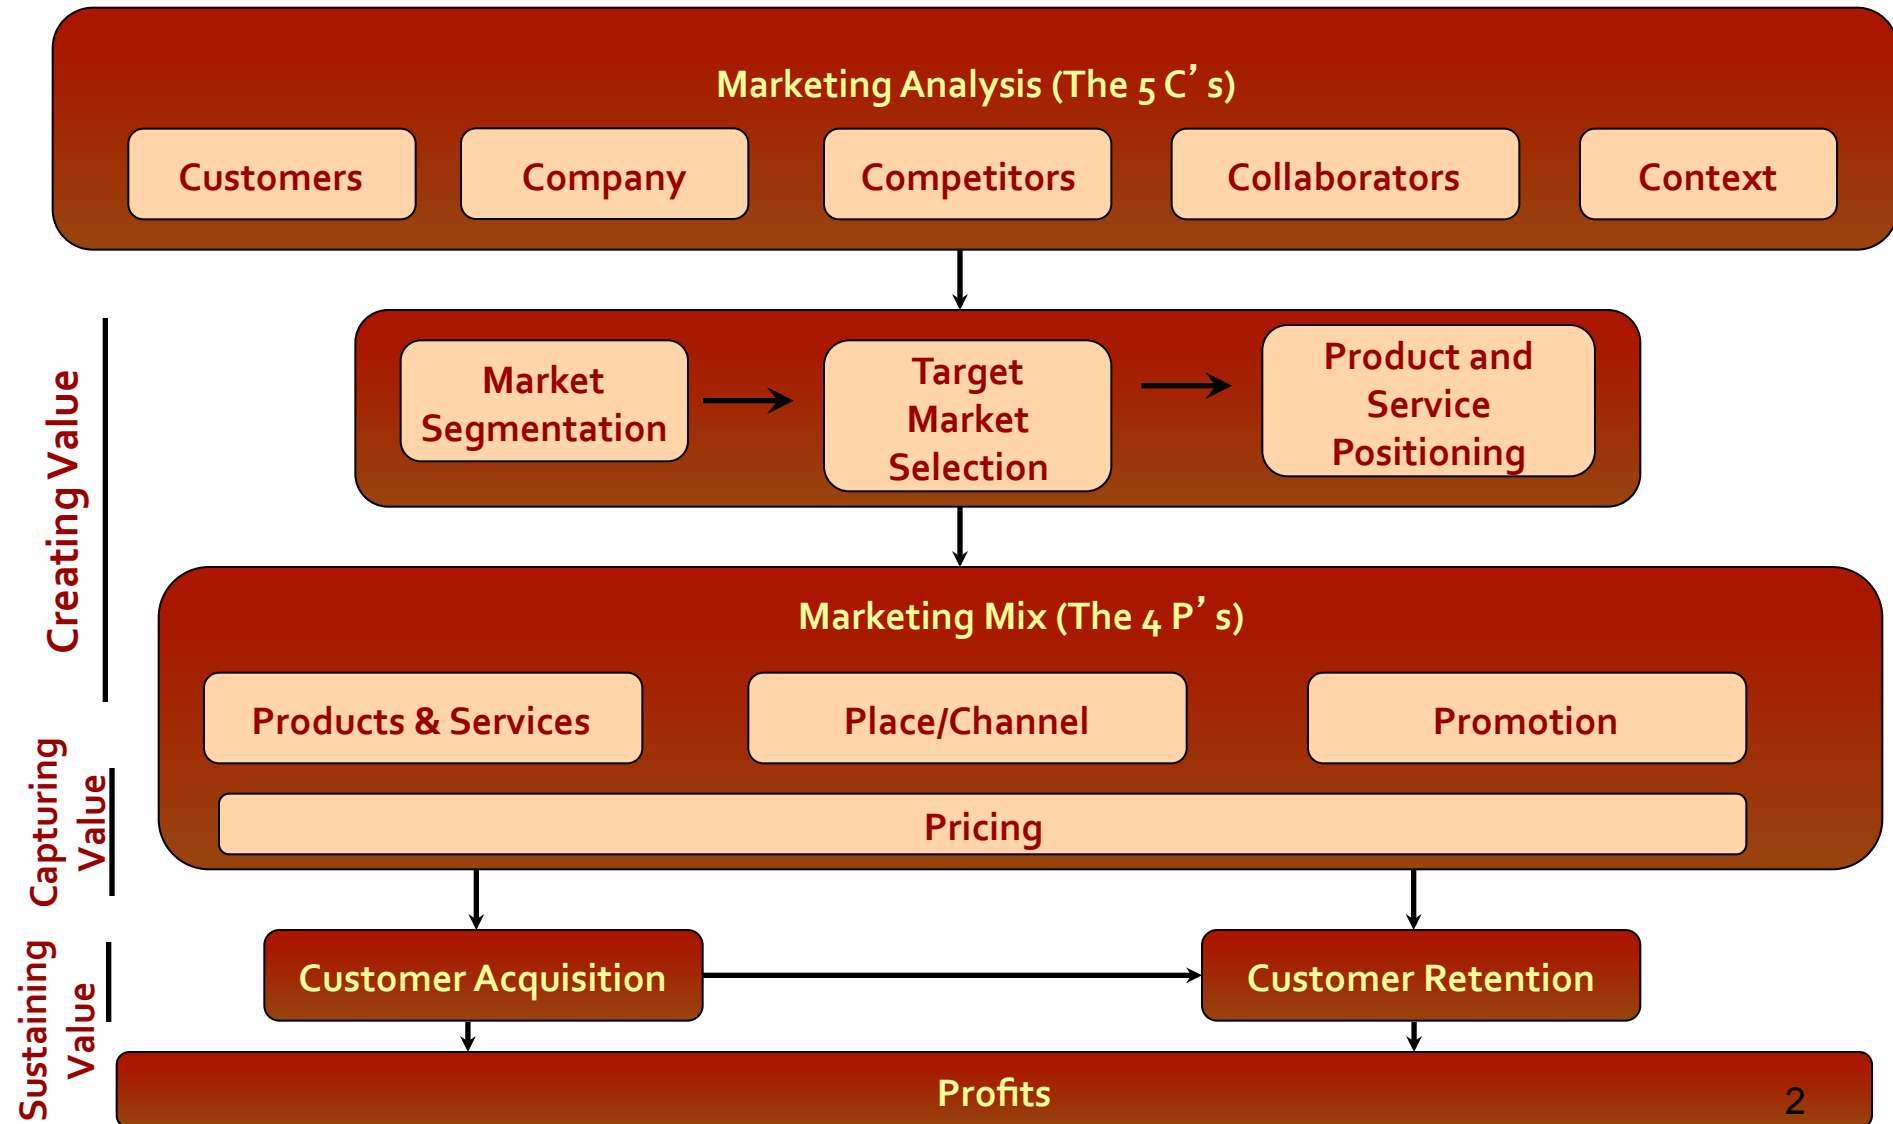 Marketing Analysis (The 5 C’s)
Customers
Company
Competitors
Collaborators
Context
Creating Value
Market
Segmentation
Target
Market
Selection
Product and
Service
Positioning
Marketing Mix (The 4 P’s)
Products & Services
Place/Channel
Promotion
Capturing
Value
Pricing
Sustaining
Value
Customer Acquisition
Customer Retention
Profits
2